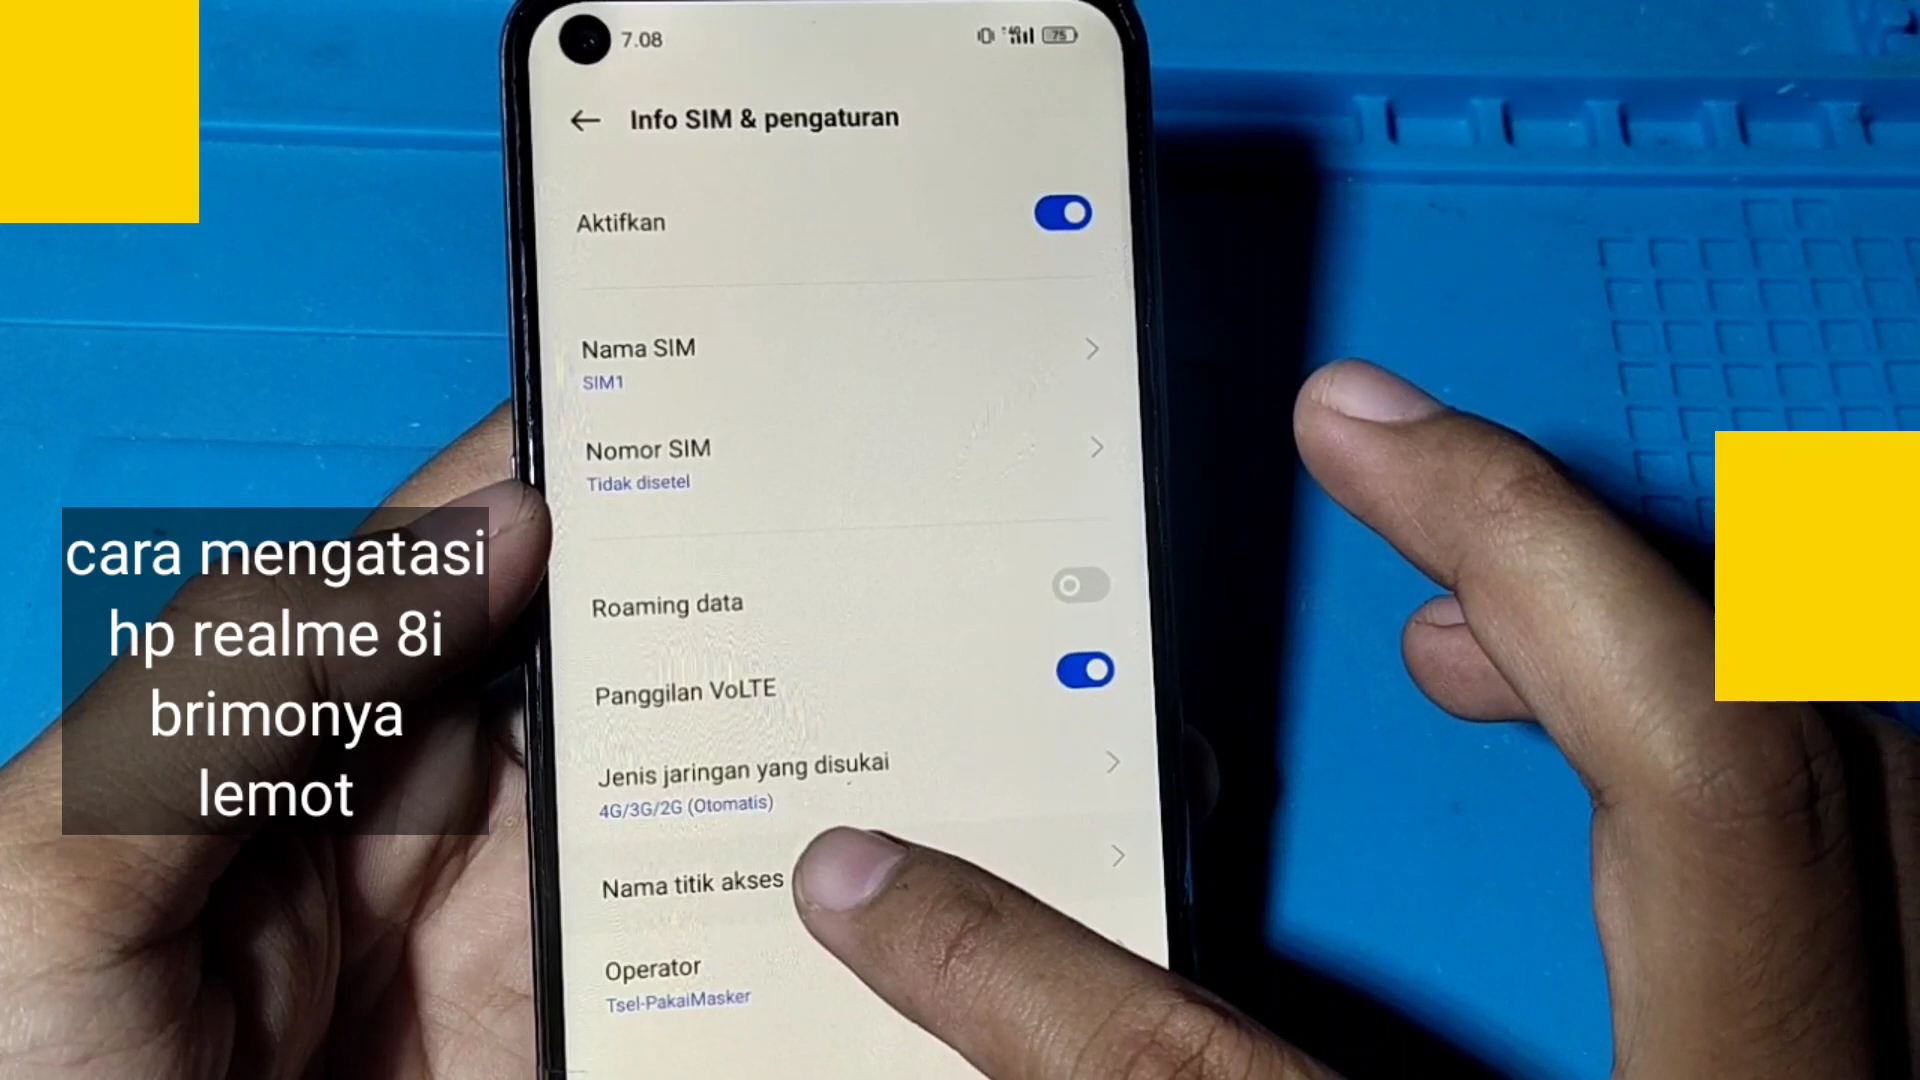 7.08
4G
75
Info SIM & pengaturan
Aktifkan
Nama SIM
SIM1
Nomor SIM
Tidak disetel
Roaming data
Panggilan VoLTE
Jenis jaringan yang disukai
4G/3G/2G (Otomatis)
Nama titik akses
Operator
Tsel-PakaiMasker
cara mengatasi
hp realme 8i
brimonya
lemot